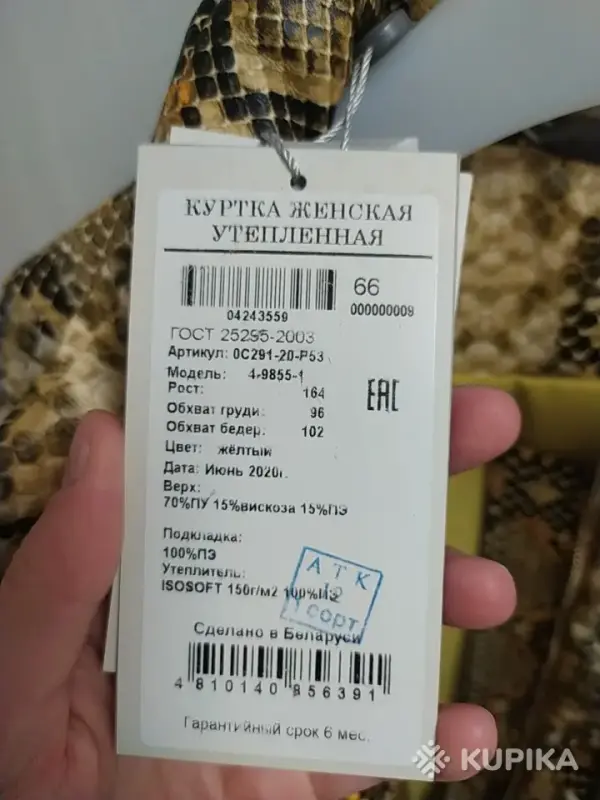 КУРТКА ЖЕНСКАЯ
УТЕПЛЕННАЯ
66
04243559
000000009
ГОСТ 25295-2003
Артикул: 0С291-20-Р53
Модель: 4-9855-1
Рост: 164
ЕАС
Обхват груди: 96
Обхват бедер: 102
Цвет: жёлтый
Дата: Июнь 2020г.
Верх:
70%ПУ 15%вискоза 15%ПЭ
Подкладка:
100%ПЭ
Утеплитель:
ISOSOFT 150г/м2 100%ПЭ
АТК
12
1 сорт
Сделано в Беларуси
4 810140 856391
Гарантийный срок 6 мес.
KUPIKA